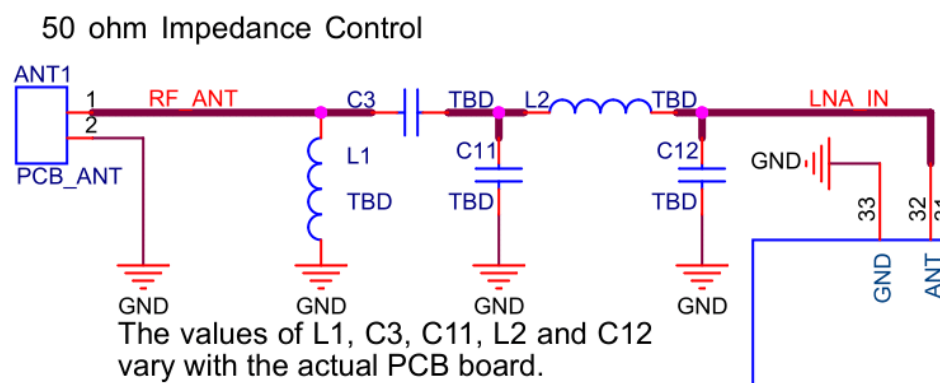 50 ohm Impedance Control
ANT1
1
RF_ANT
C3
TBD
L2
TBD
LNA_IN
2
PCB_ANT
L1
TBD
C11
TBD
C12
TBD
GND
33
32
GND
ANT
GND
GND
GND
GND
The values of L1, C3, C11, L2 and C12
vary with the actual PCB board.